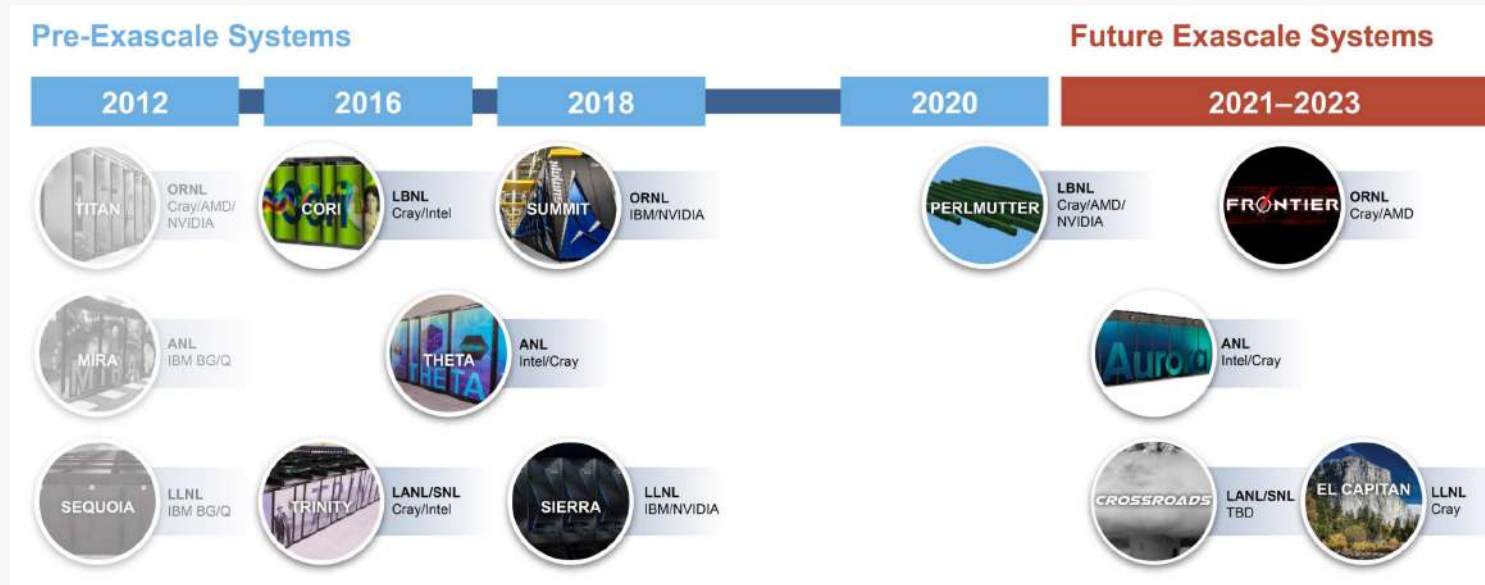 Pre-Exascale Systems
Future Exascale Systems
2012
2016
2018
2020
2021–2023
TITAN
ORNL
Cray/AMD/
NVIDIA
CORI
LBNL
Cray/Intel
SUMMIT
ORNL
IBM/NVIDIA
PERLMUTTER
LBNL
Cray/AMD/
NVIDIA
FRONTIER
ORNL
Cray/AMD
MIRA
MIRA
ANL
IBM BG/Q
THETA
THETA
ANL
Intel/Cray
Aurora
ANL
Intel/Cray
SEQUOIA
LLNL
IBM BG/Q
TRINITY
LANL/SNL
Cray/Intel
SIERRA
LLNL
IBM/NVIDIA
CROSSROADS
LANL/SNL
TBD
EL CAPITAN
LLNL
Cray